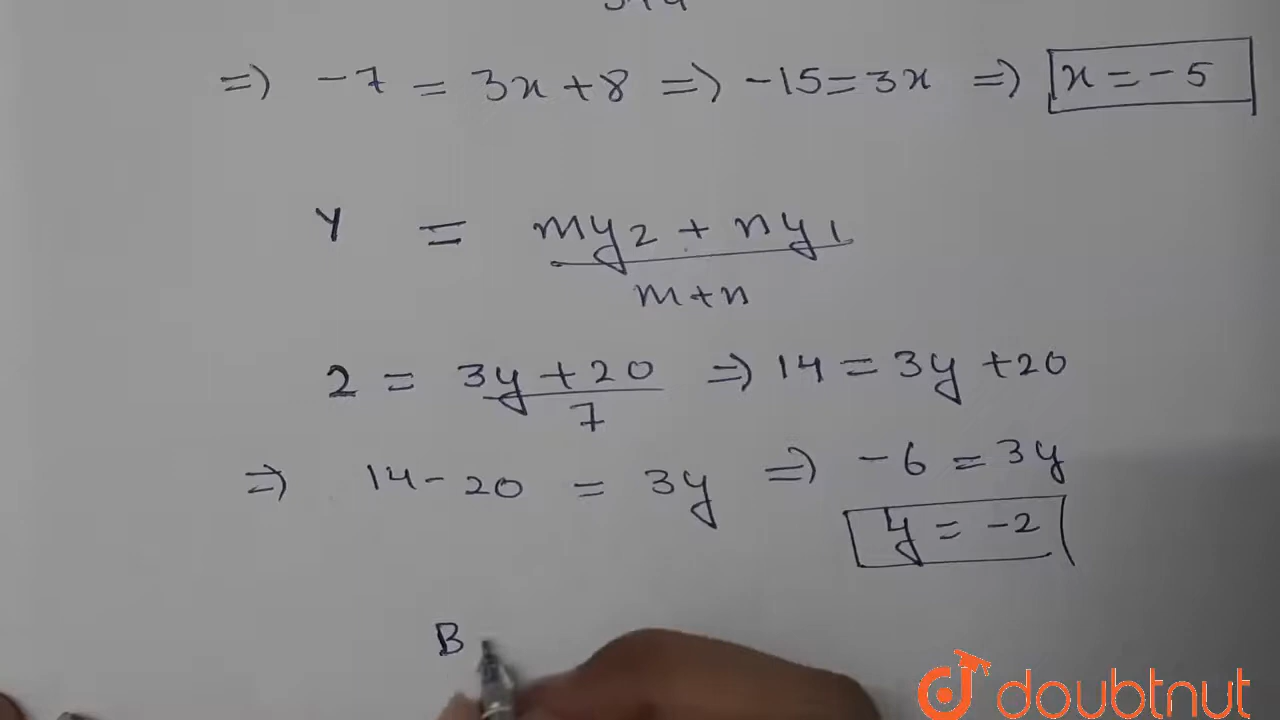 => -7 = 3x + 8 => -15 = 3x => x = -5
Y = my2 + ny1
m+n
2 = 3y + 20 => 14 = 3y + 20
7
=> 14 - 20 = 3y => -6 = 3y
y = -2
B
doubtnut